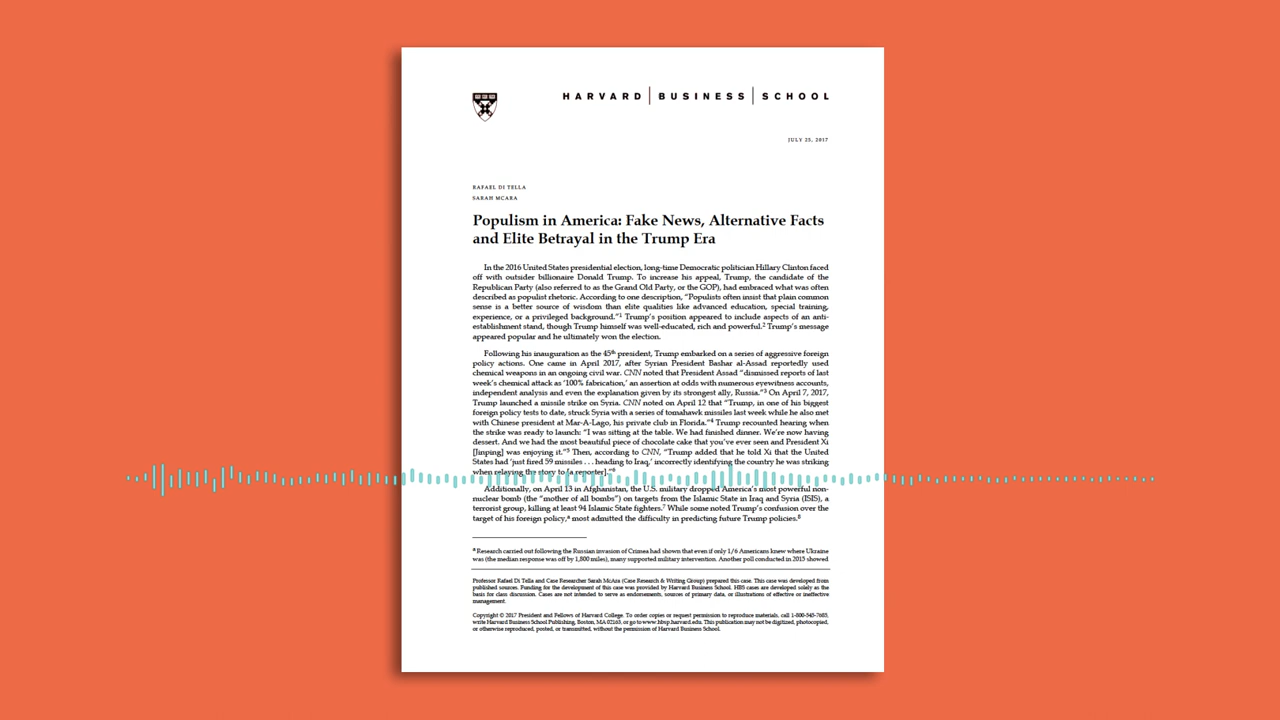 HARVARD | BUSINESS | SCHOOL
JULY 25, 2017
RAFAEL DI TELLA
SARAH MCARA
Populism in America: Fake News, Alternative Facts
and Elite Betrayal in the Trump Era
In the 2016 United States presidential election, long-time Democratic politician Hillary Clinton faced
off with outsider billionaire Donald Trump. To increase his appeal, Trump, the candidate of the
Republican Party (also referred to as the Grand Old Party, or the GOP), had embraced what was often
described as populist rhetoric. According to one description, "Populists often insist that plain common
sense is a better source of wisdom than elite qualities like advanced education, special training,
experience, or a privileged background."1 Trump's position appeared to include aspects of an anti-
establishment stand, though Trump himself was well-educated, rich and powerful.2 Trump's message
appeared popular and he ultimately won the election.
Following his inauguration as the 45th president, Trump embarked on a series of aggressive foreign
policy actions. One came in April 2017, after Syrian President Bashar al-Assad reportedly used
chemical weapons in an ongoing civil war. CNN noted that President Assad "dismissed reports of last
week's chemical attack as '100% fabrication,' an assertion at odds with numerous eyewitness accounts,
independent analysis and even the explanation given by its strongest ally, Russia."3 On April 7, 2017,
Trump launched a missile strike on Syria. CNN noted on April 12 that "Trump, in one of his biggest
foreign policy tests to date, struck Syria with a series of tomahawk missiles last week while he also met
with Chinese president at Mar-A-Lago, his private club in Florida."4 Trump recounted hearing when
the strike was ready to launch: "I was sitting at the table. We had finished dinner. We're now having
dessert. And we had the most beautiful piece of chocolate cake that you've ever seen and President Xi
[Jinping] was enjoying it."5 Then, according to CNN, "Trump added that he told Xi that the United
States had 'just fired 59 missiles . . . heading to Iraq,' incorrectly identifying the country he was striking
when relaying the story to [a reporter]."6
Additionally, on April 13 in Afghanistan, the U.S. military dropped America's most powerful non-
nuclear bomb (the "mother of all bombs") on targets from the Islamic State in Iraq and Syria (ISIS), a
terrorist group, killing at least 94 Islamic State fighters.7 While some noted Trump's confusion over the
target of his foreign policy,a most admitted the difficulty in predicting future Trump policies.8
a Research carried out following the Russian invasion of Crimea had shown that even if only 1/6 Americans knew where Ukraine
was (the median response was off by 1,800 miles), many supported military intervention. Another poll conducted in 2015 showed
Professor Rafael Di Tella and Case Researcher Sarah McAra (Case Research & Writing Group) prepared this case. This case was developed from
published sources. Funding for the development of this case was provided by Harvard Business School. HBS cases are developed solely as the
basis for class discussion. Cases are not intended to serve as endorsements, sources of primary data, or illustrations of effective or ineffective
management.
Copyright © 2017 President and Fellows of Harvard College. To order copies or request permission to reproduce materials, call 1-800-545-7685,
write Harvard Business School Publishing, Boston, MA 02163, or go to www.hbsp.harvard.edu. This publication may not be digitized, photocopied,
or otherwise reproduced, posted, or transmitted, without the permission of Harvard Business School.